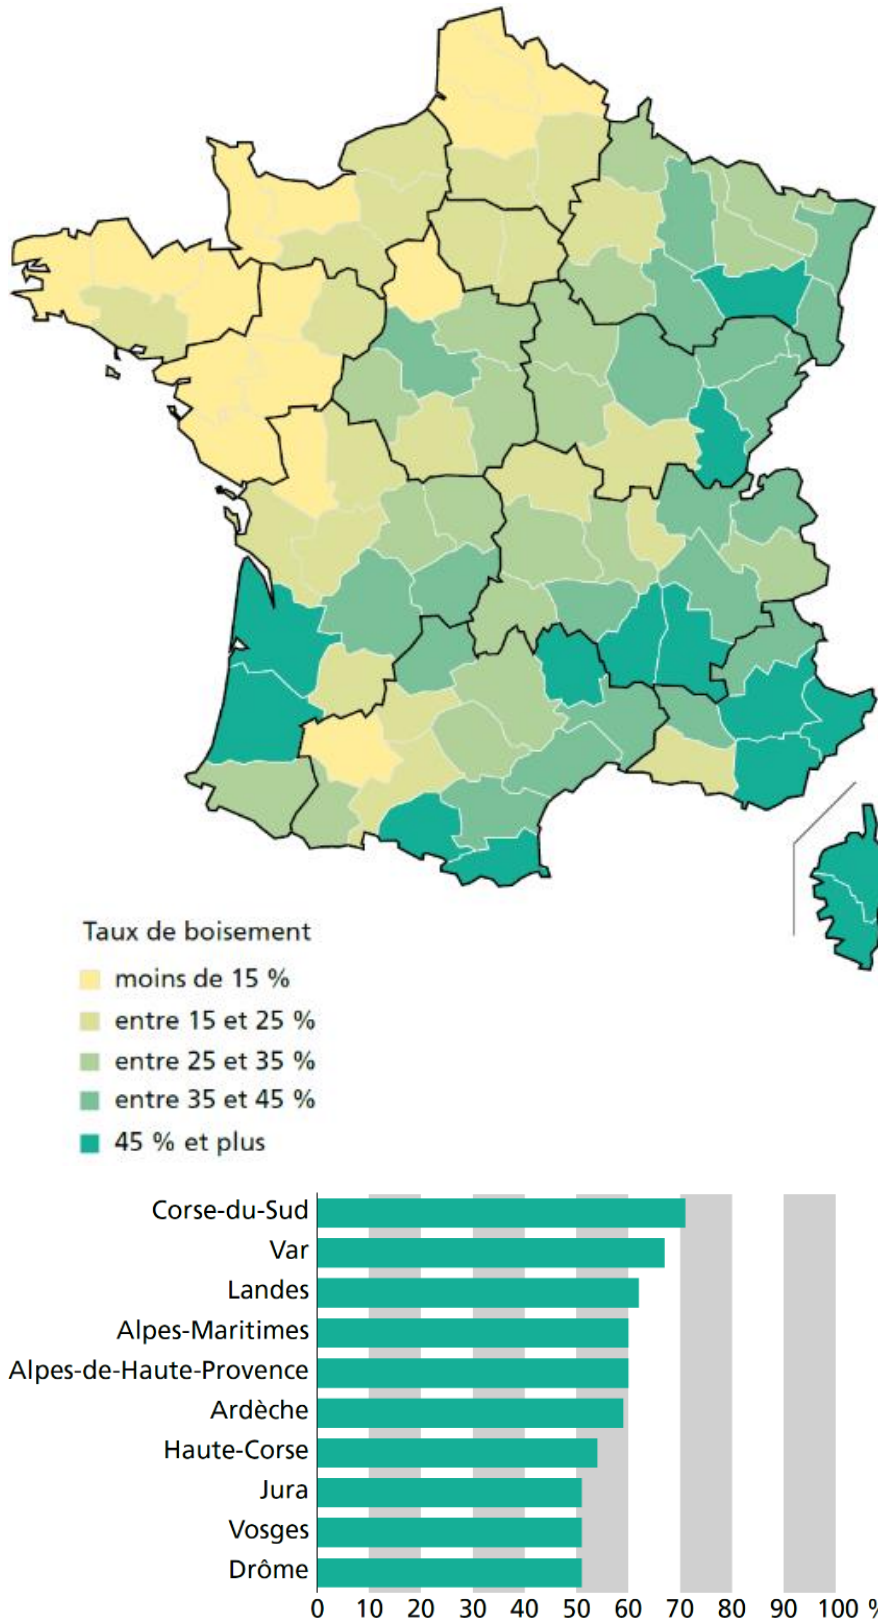 Taux de boisement
moins de 15 %
entre 15 et 25 %
entre 25 et 35 %
entre 35 et 45 %
45 % et plus
Corse-du-Sud
Var
Landes
Alpes-Maritimes
Alpes-de-Haute-Provence
Ardèche
Haute-Corse
Jura
Vosges
Drôme
0 10 20 30 40 50 60 70 80 90 100 %